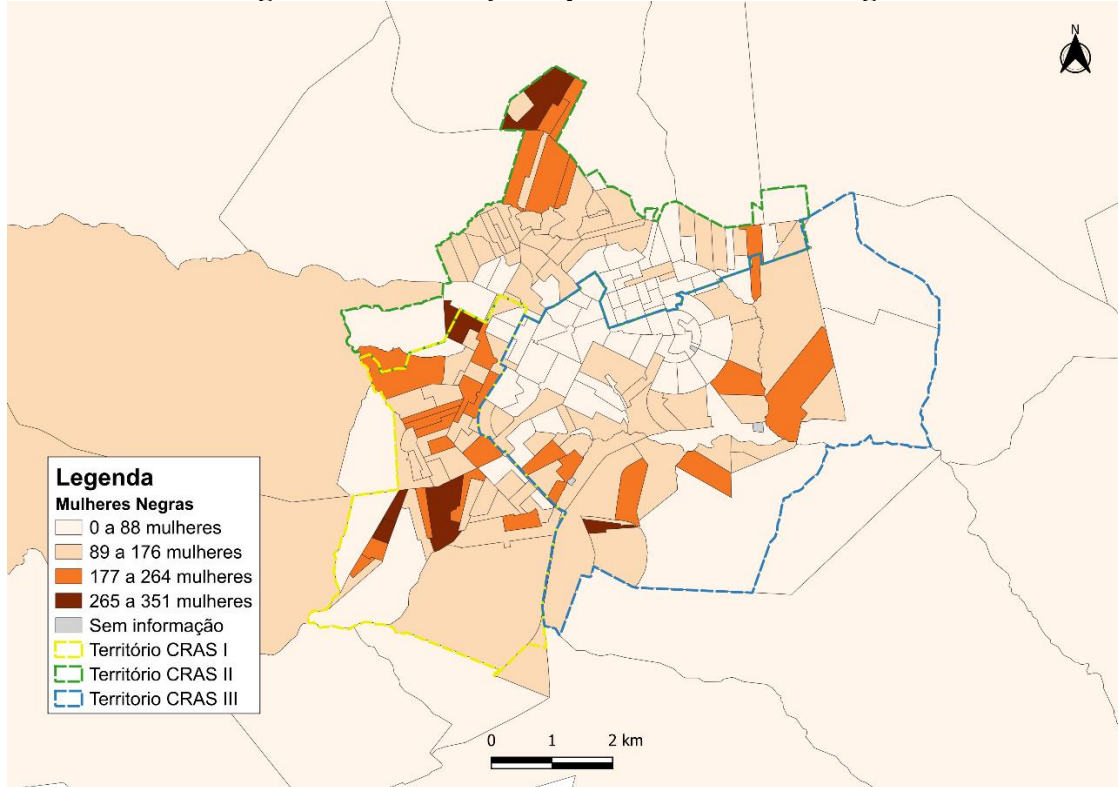 N
Legenda
Mulheres Negras
0 a 88 mulheres
89 a 176 mulheres
177 a 264 mulheres
265 a 351 mulheres
Sem informação
Território CRAS I
Território CRAS II
Territorio CRAS III
0 1 2 km